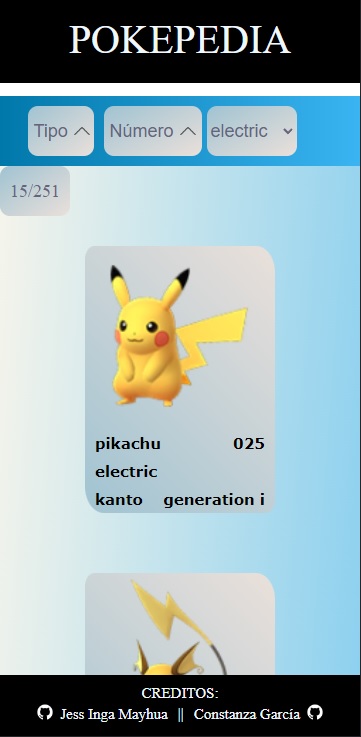 POKEPEDIA
Tipo Número electric
15/251
pikachu 025
electric
kanto generation i
CREDITOS:
Jess Inga Mayhua || Constanza García